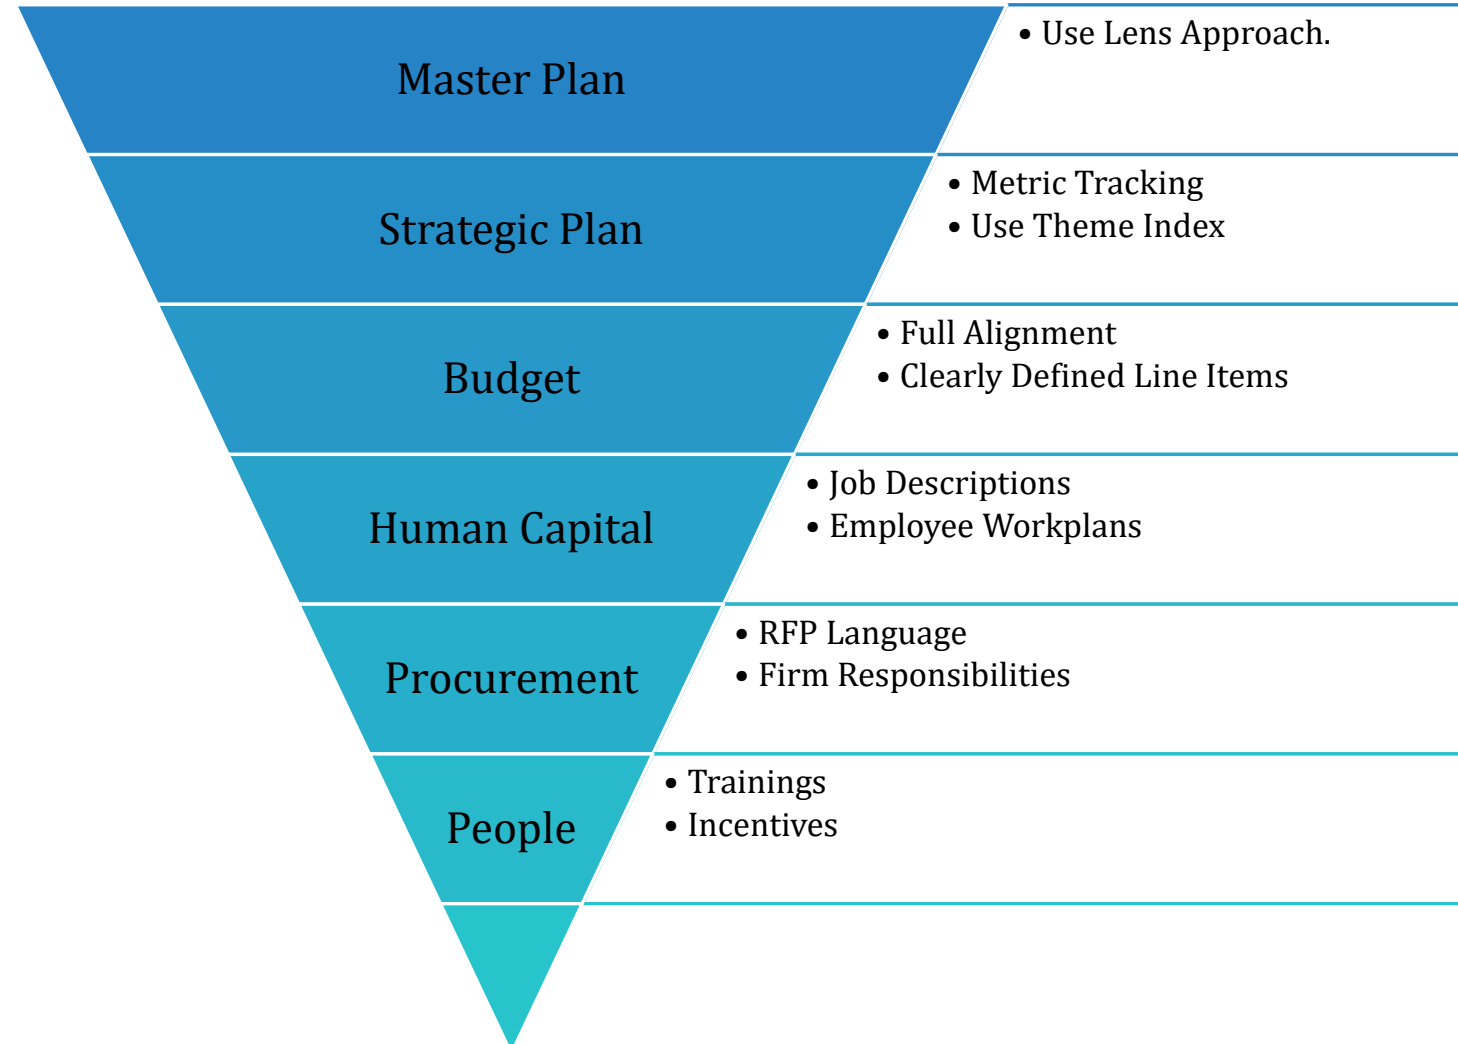 Master Plan
• Use Lens Approach.
Strategic Plan
• Metric Tracking
• Use Theme Index
Budget
• Full Alignment
• Clearly Defined Line Items
Human Capital
• Job Descriptions
• Employee Workplans
Procurement
• RFP Language
• Firm Responsibilities
People
• Trainings
• Incentives